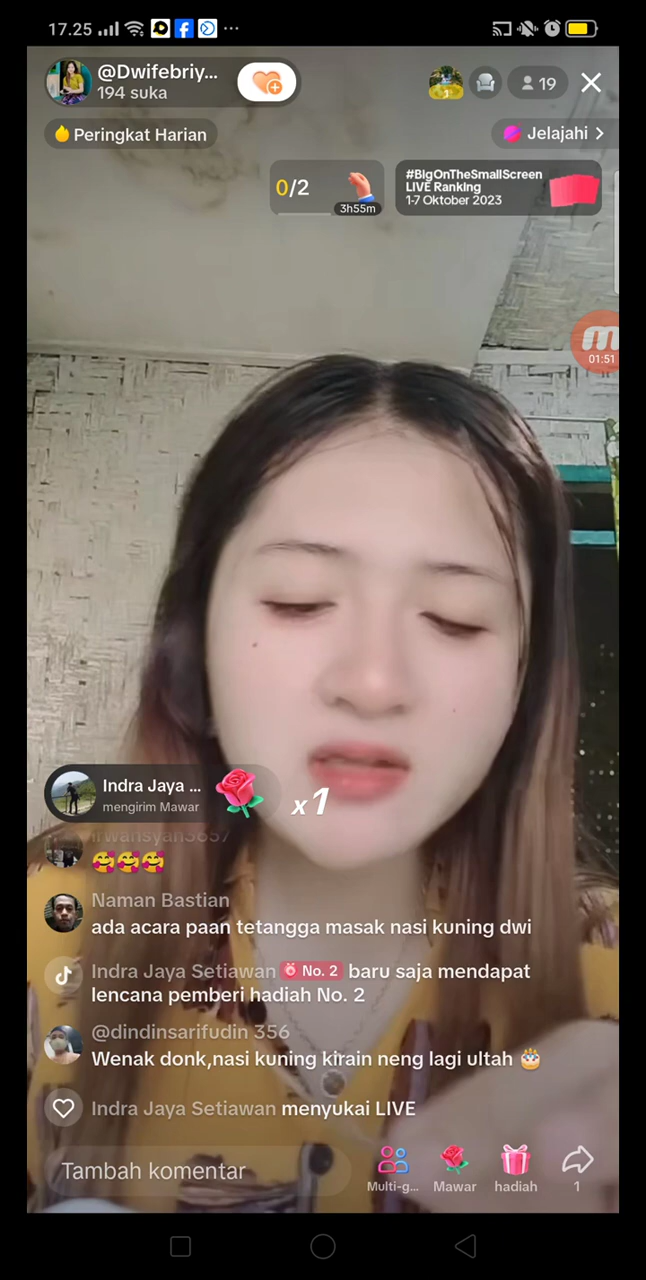 17.25
@Dwifebriy...
194 suka
19
Peringkat Harian
Jelajahi
0/2
3h55m
#BigOnTheSmallScreen
LIVE Ranking
1-7 Oktober 2023
01:51
Indra Jaya ...
mengirim Mawar
x1
irwansyah3857
🥰🥰🥰
Naman Bastian
ada acara paan tetangga masak nasi kuning dwi
Indra Jaya Setiawan No. 2 baru saja mendapat
lencana pemberi hadiah No. 2
@dindinsarifudin 356
Wenak donk,nasi kuning kirain neng lagi ultah 🎂
Indra Jaya Setiawan menyukai LIVE
Tambah komentar
Multi-g...
Mawar
hadiah
1